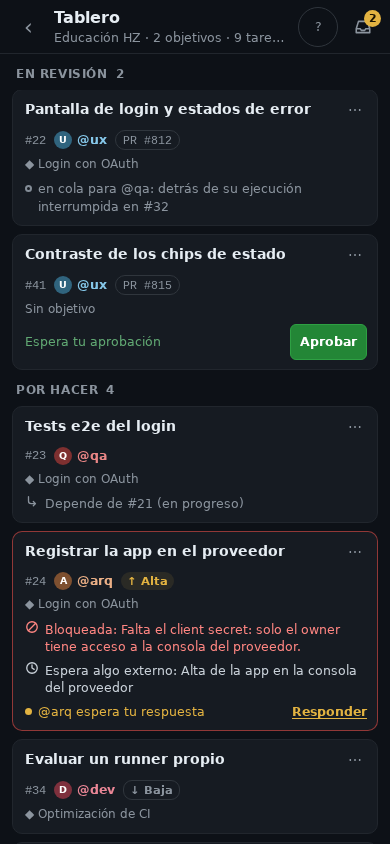 Tablero
Educación HZ · 2 objetivos · 9 tare…
?
2
EN REVISIÓN 2
Pantalla de login y estados de error
#22 U @ux PR #812
Login con OAuth
en cola para @qa: detrás de su ejecución
interrumpida en #32
Contraste de los chips de estado
#41 U @ux PR #815
Sin objetivo
Espera tu aprobación
Aprobar
POR HACER 4
Tests e2e del login
#23 Q @qa
Login con OAuth
Depende de #21 (en progreso)
Registrar la app en el proveedor
#24 A @arq ↑ Alta
Login con OAuth
Bloqueada: Falta el client secret: solo el owner
tiene acceso a la consola del proveedor.
Espera algo externo: Alta de la app en la consola
del proveedor
@arq espera tu respuesta
Responder
Evaluar un runner propio
#34 D @dev ↓ Baja
Optimización de CI